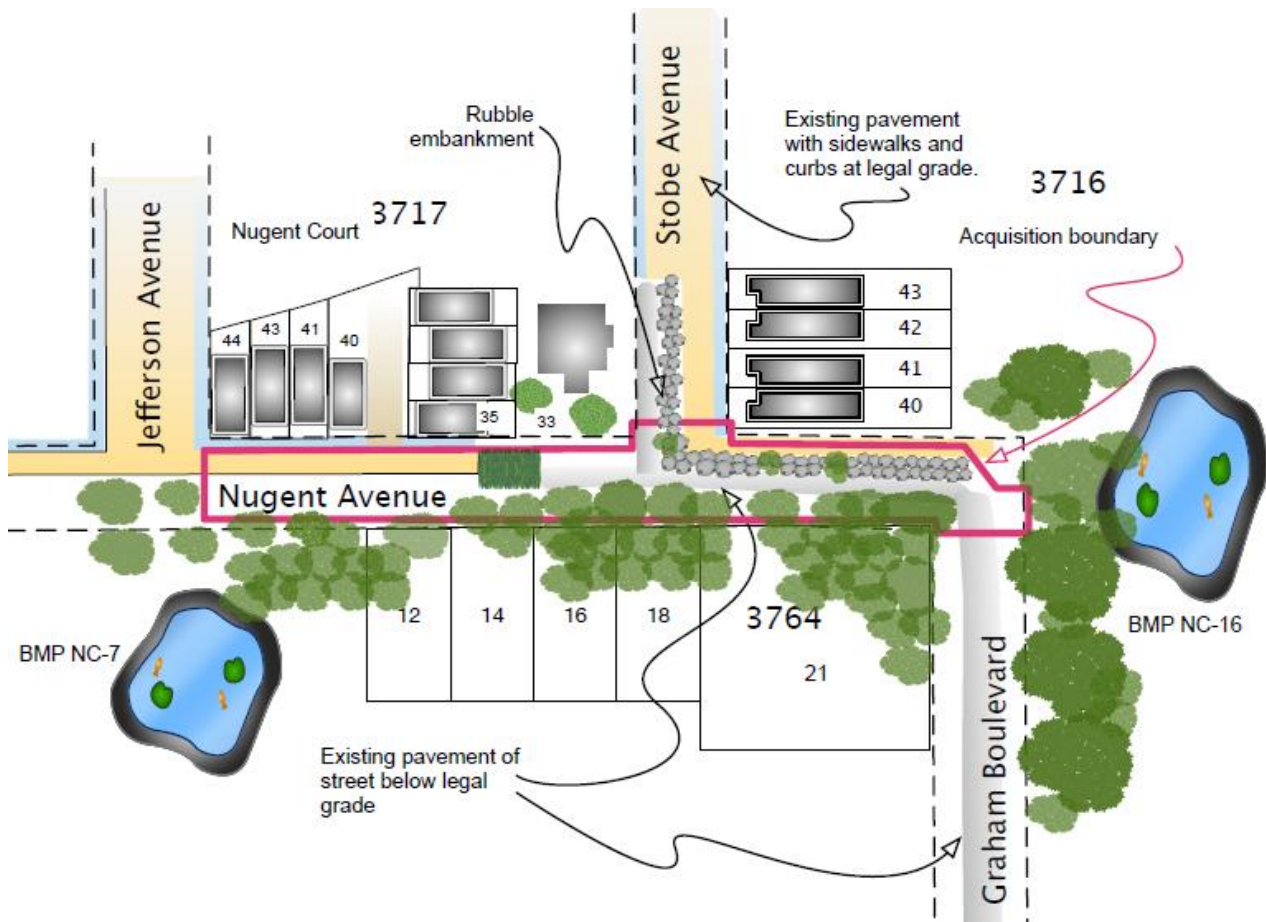 Rubble
embankment
Stobe Avenue
Existing pavement
with sidewalks and
curbs at legal grade.
3716
Acquisition boundary
Jefferson Avenue
Nugent Court
3717
44
43
41
40
35
33
43
42
41
40
Nugent Avenue
12
14
16
18
3764
21
BMP NC-7
BMP NC-16
Existing pavement of
street below legal
grade
Graham Boulevard